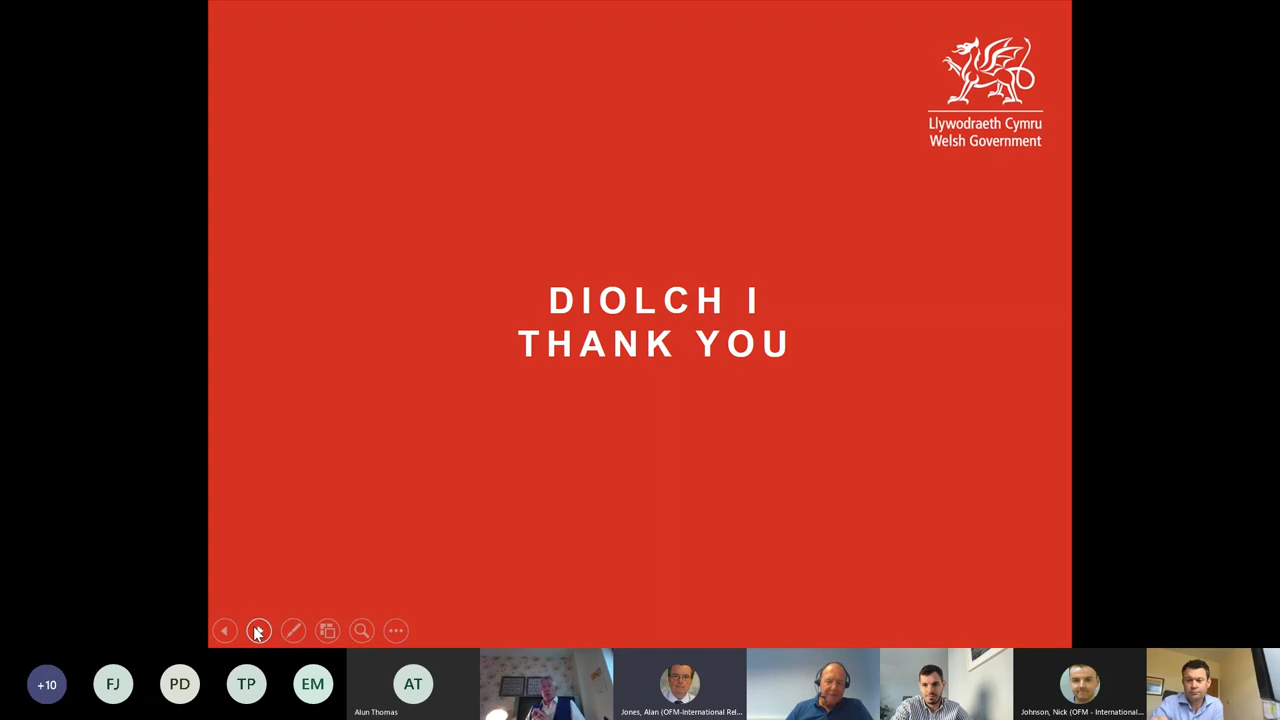 Llywodraeth Cymru
Welsh Government
DIOLCH I
THANK YOU
+10
FJ
PD
TP
EM
AT
Alun Thomas
Jones, Alan (OFM-International Rel...
Johnson, Nick (OFM - International...